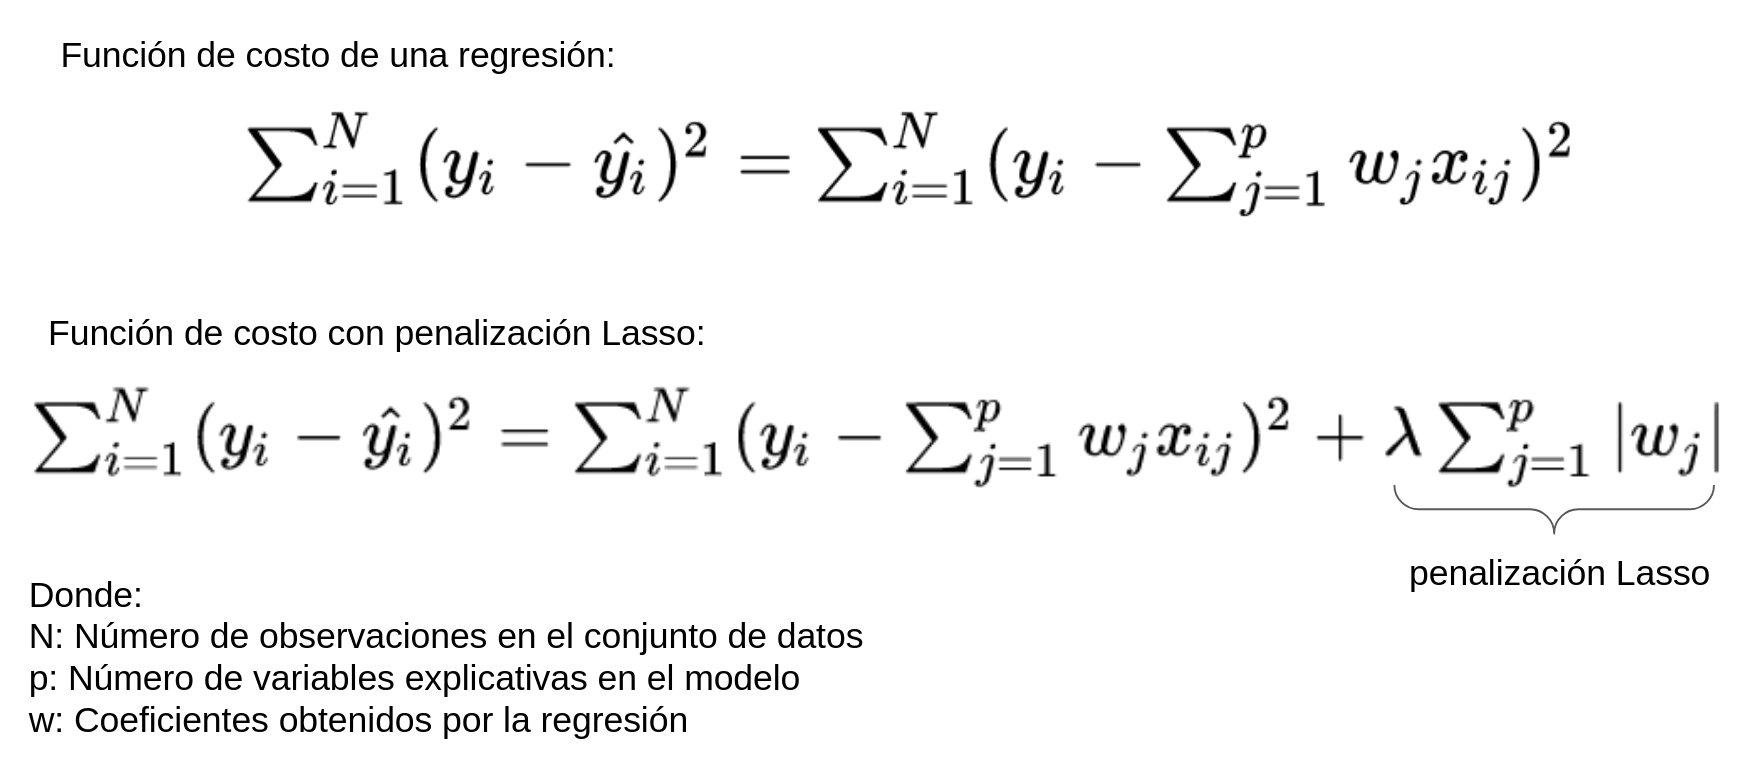 Función de costo de una regresión:
∑_{i=1}^{N}(y_i − ŷ_i)^2 = ∑_{i=1}^{N}(y_i − ∑_{j=1}^{p} w_j x_{ij})^2
Función de costo con penalización Lasso:
∑_{i=1}^{N}(y_i − ŷ_i)^2 = ∑_{i=1}^{N}(y_i − ∑_{j=1}^{p} w_j x_{ij})^2 + λ∑_{j=1}^{p} |w_j|
penalización Lasso
Donde:
N: Número de observaciones en el conjunto de datos
p: Número de variables explicativas en el modelo
w: Coeficientes obtenidos por la regresión